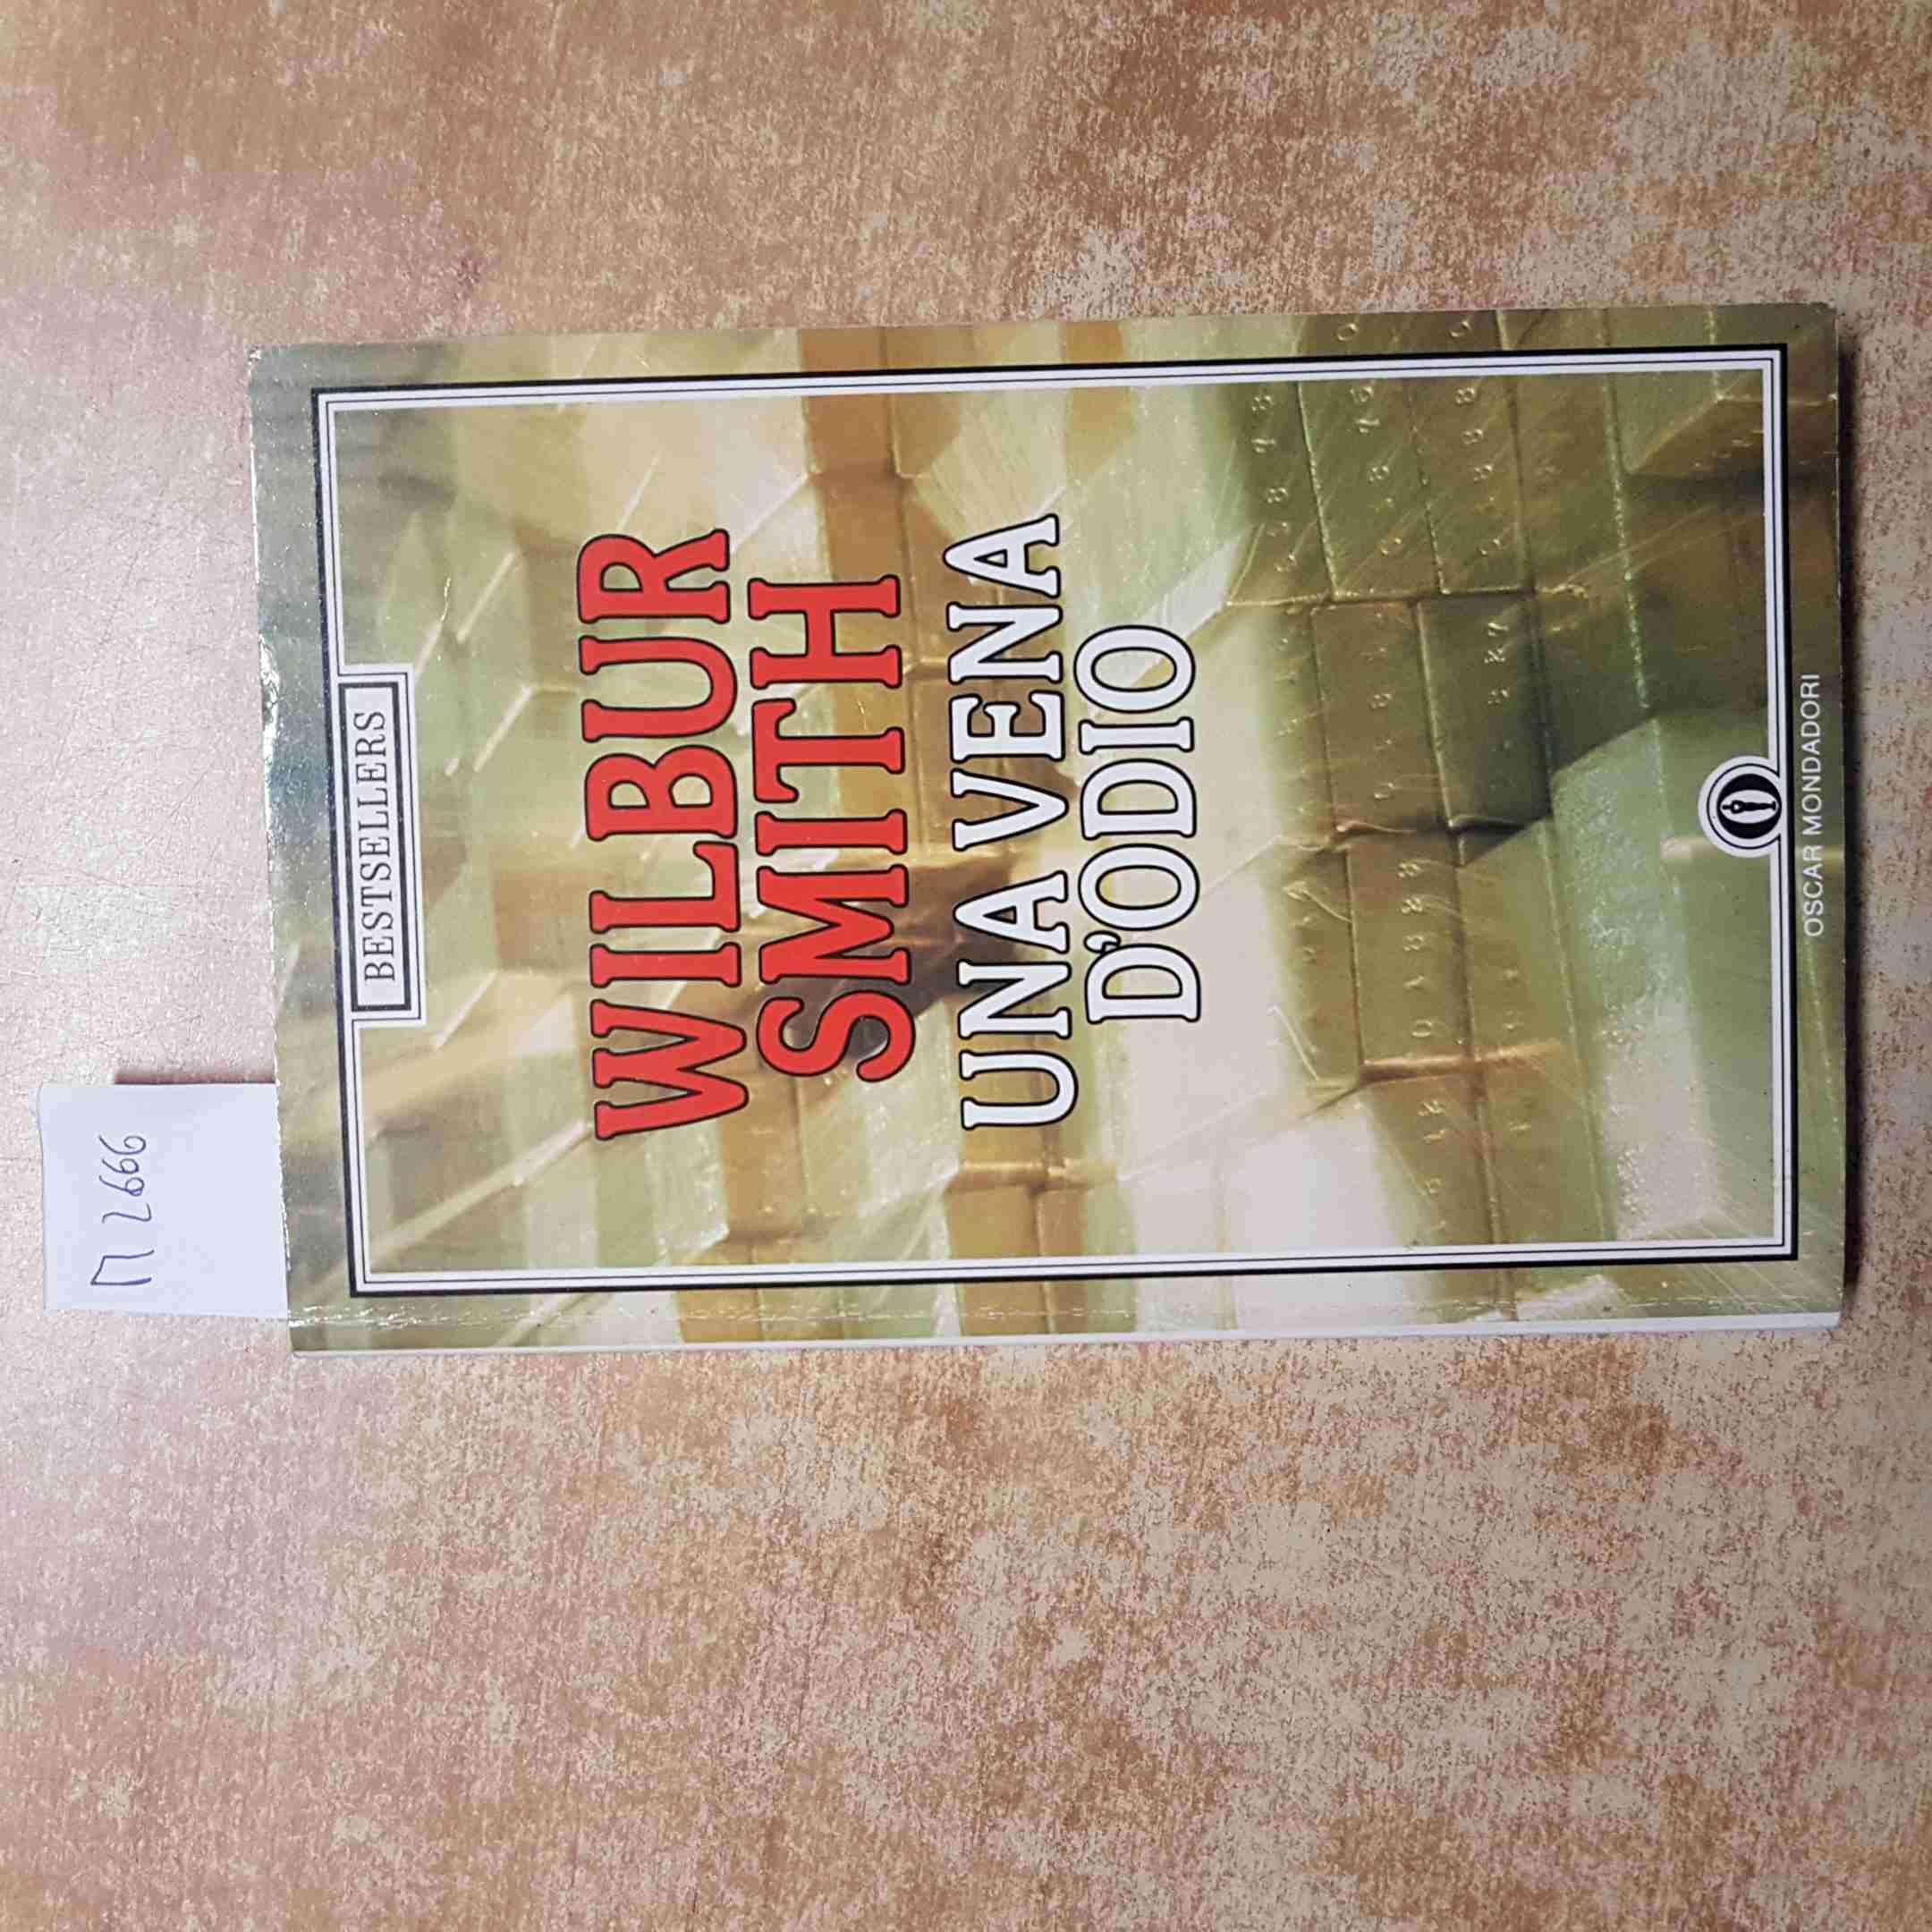 M 2666
BESTSELLERS
WILBUR
SMITH
UNA VENA
D'ODIO
OSCAR MONDADORI